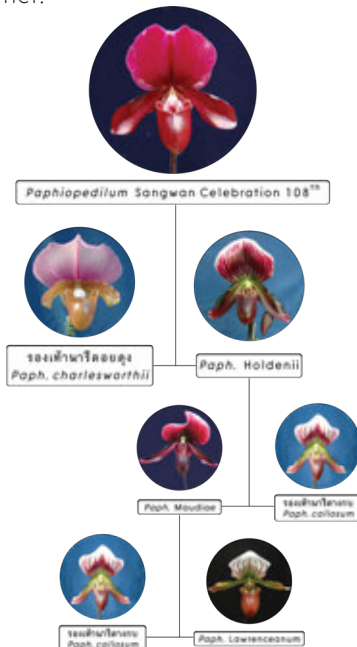 Paphiopedilum Sangwan Celebration 108th
รองเท้านารีดอยตุง
Paph. charlesworthii
Paph. Holdenii
Paph. Maudiae
รองเท้านารีคางกบ
Paph. callosum
รองเท้านารีคางกบ
Paph. callosum
Paph. Lawrenceanum